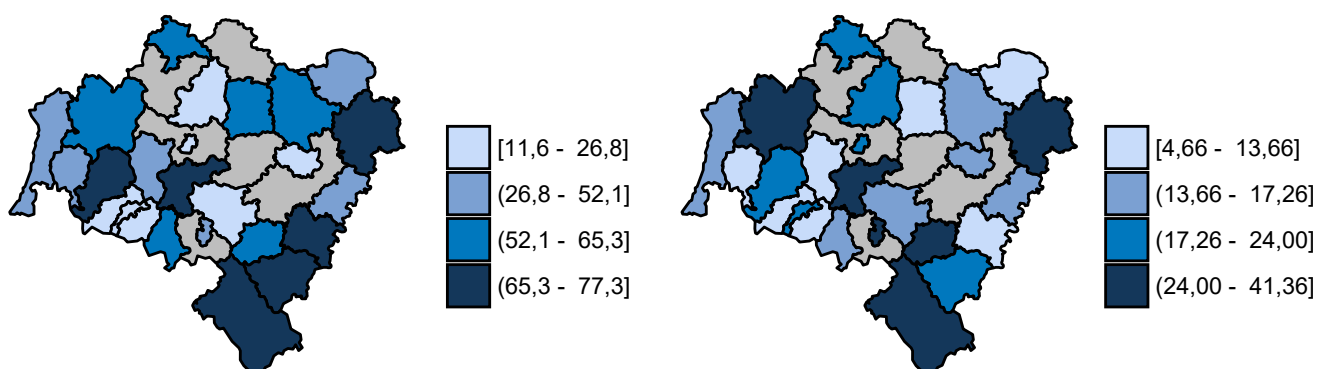 [11,6 - 26,8]
(26,8 - 52,1]
(52,1 - 65,3]
(65,3 - 77,3]
[4,66 - 13,66]
(13,66 - 17,26]
(17,26 - 24,00]
(24,00 - 41,36]